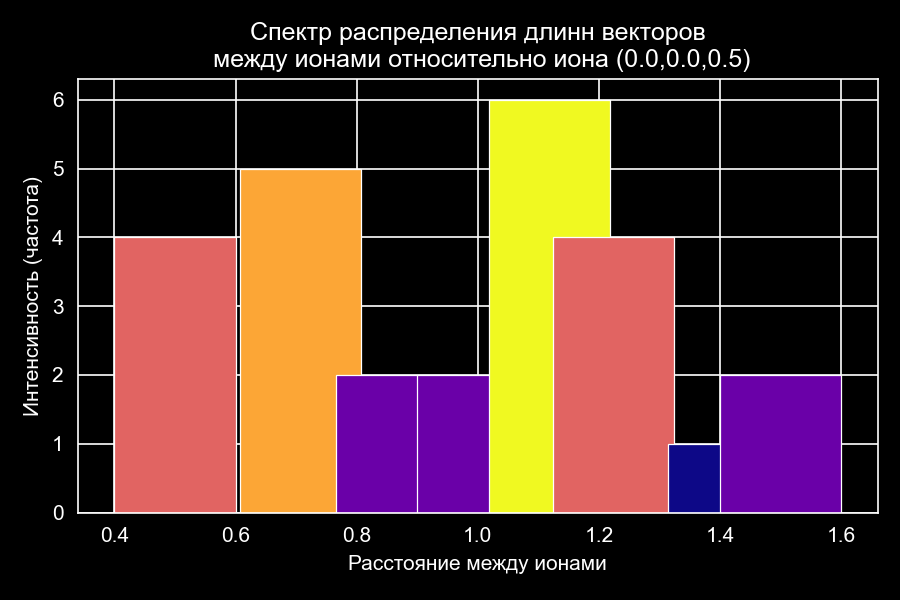 Спектр распределения длинн векторов
между ионами относительно иона (0.0,0.0,0.5)
Интенсивность (частота)
6
5
4
3
2
1
0
0.4 0.6 0.8 1.0 1.2 1.4 1.6
Расстояние между ионами